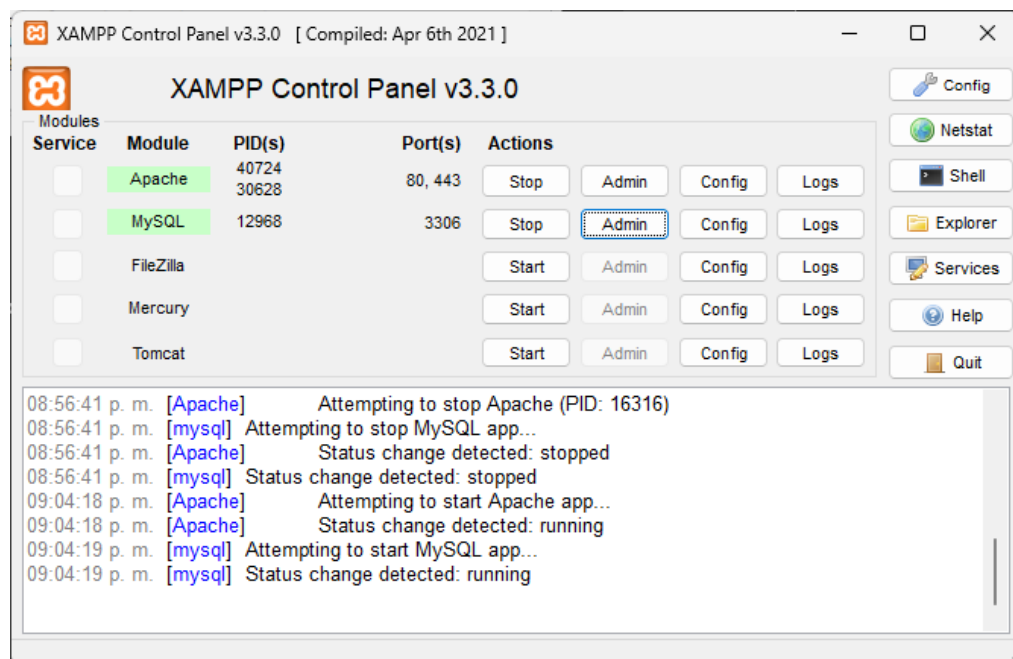 XAMPP Control Panel v3.3.0 [ Compiled: Apr 6th 2021 ]
XAMPP Control Panel v3.3.0
Config
Modules
Service Module PID(s) Port(s) Actions
Netstat
Apache 40724 30628 80, 443 Stop Admin Config Logs
Shell
MySQL 12968 3306 Stop Admin Config Logs
Explorer
FileZilla Start Admin Config Logs
Services
Mercury Start Admin Config Logs
Help
Tomcat Start Admin Config Logs
Quit
08:56:41 p. m. [Apache] Attempting to stop Apache (PID: 16316)
08:56:41 p. m. [mysql] Attempting to stop MySQL app...
08:56:41 p. m. [Apache] Status change detected: stopped
08:56:41 p. m. [mysql] Status change detected: stopped
09:04:18 p. m. [Apache] Attempting to start Apache app...
09:04:18 p. m. [Apache] Status change detected: running
09:04:19 p. m. [mysql] Attempting to start MySQL app...
09:04:19 p. m. [mysql] Status change detected: running